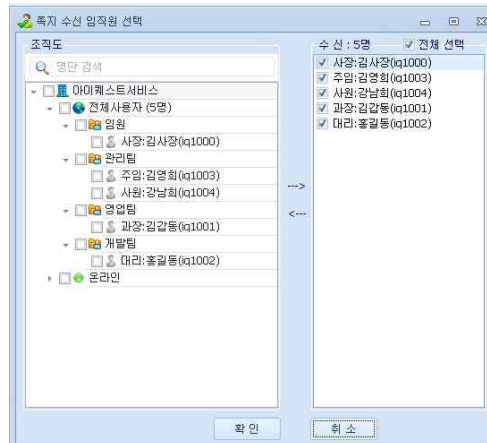 쪽지 수신 임직원 선택
조직도
명단 검색
아이퀘스트서비스
전체사용자 (5명)
임원
사장:김사장(iq1000)
관리팀
주임:김영희(iq1003)
사원:강남희(iq1004)
영업팀
과장:김갑동(iq1001)
개발팀
대리:홍길동(iq1002)
온라인
--->
<---
수 신 : 5명 전체 선택
사장:김사장(iq1000)
주임:김영희(iq1003)
사원:강남희(iq1004)
과장:김갑동(iq1001)
대리:홍길동(iq1002)
확 인
취 소